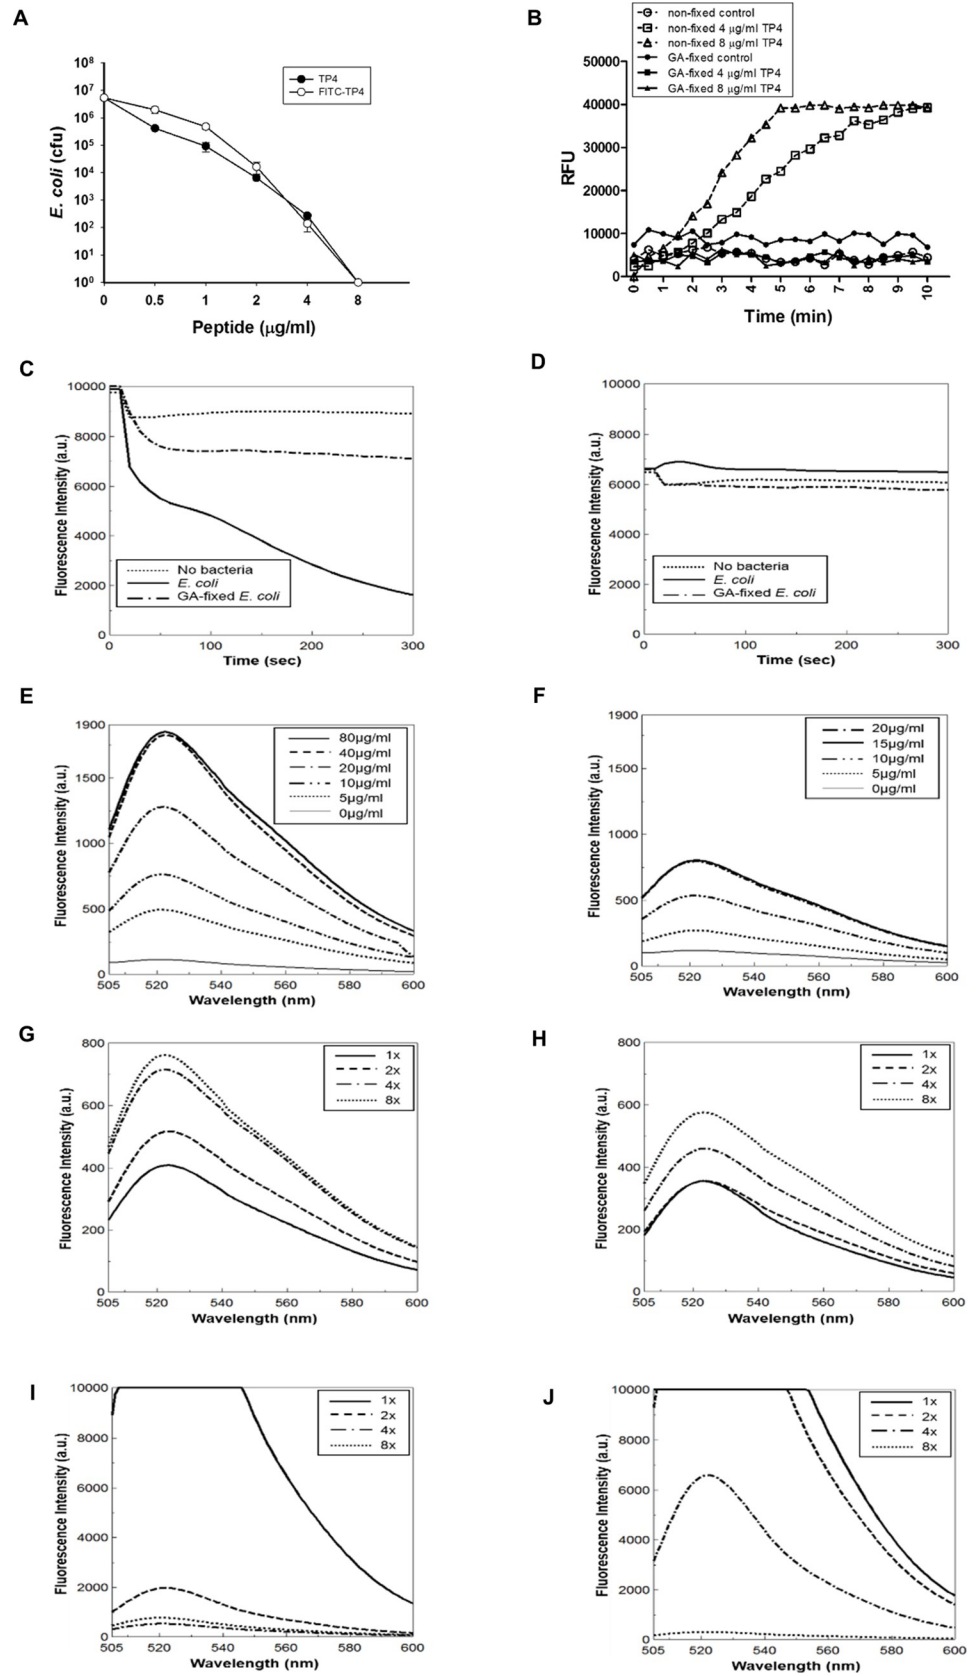 A
10⁸
10⁷
10⁶
10⁵
10⁴
10³
10²
10¹
10⁰
E. coli (cfu)
TP4
FITC-TP4
0 0.5 1 2 4 8
Peptide (μg/ml)
B
non-fixed control
non-fixed 4 μg/ml TP4
non-fixed 8 μg/ml TP4
GA-fixed control
GA-fixed 4 μg/ml TP4
GA-fixed 8 μg/ml TP4
50000
40000
30000
20000
10000
0
RFU
0 1 2 3 4 5 6 7 8 9 10
Time (min)
C
10000
8000
6000
4000
2000
0
Fluorescence Intensity (a.u.)
No bacteria
E. coli
GA-fixed E. coli
0 100 200 300
Time (sec)
D
10000
8000
6000
4000
2000
0
Fluorescence Intensity (a.u.)
No bacteria
E. coli
GA-fixed E. coli
0 100 200 300
Time (sec)
E
1900
1500
1000
500
0
Fluorescence Intensity (a.u.)
80μg/ml
40μg/ml
20μg/ml
10μg/ml
5μg/ml
0μg/ml
505 520 540 560 580 600
Wavelength (nm)
F
1900
1500
1000
500
0
Fluorescence Intensity (a.u.)
20μg/ml
15μg/ml
10μg/ml
5μg/ml
0μg/ml
505 520 540 560 580 600
Wavelength (nm)
G
800
600
400
200
0
Fluorescence Intensity (a.u.)
1x
2x
4x
8x
505 520 540 560 580 600
Wavelength (nm)
H
800
600
400
200
0
Fluorescence Intensity (a.u.)
1x
2x
4x
8x
505 520 540 560 580 600
Wavelength (nm)
I
10000
8000
6000
4000
2000
0
Fluorescence Intensity (a.u.)
1x
2x
4x
8x
505 520 540 560 580 600
Wavelength (nm)
J
10000
8000
6000
4000
2000
0
Fluorescence Intensity (a.u.)
1x
2x
4x
8x
505 520 540 560 580 600
Wavelength (nm)